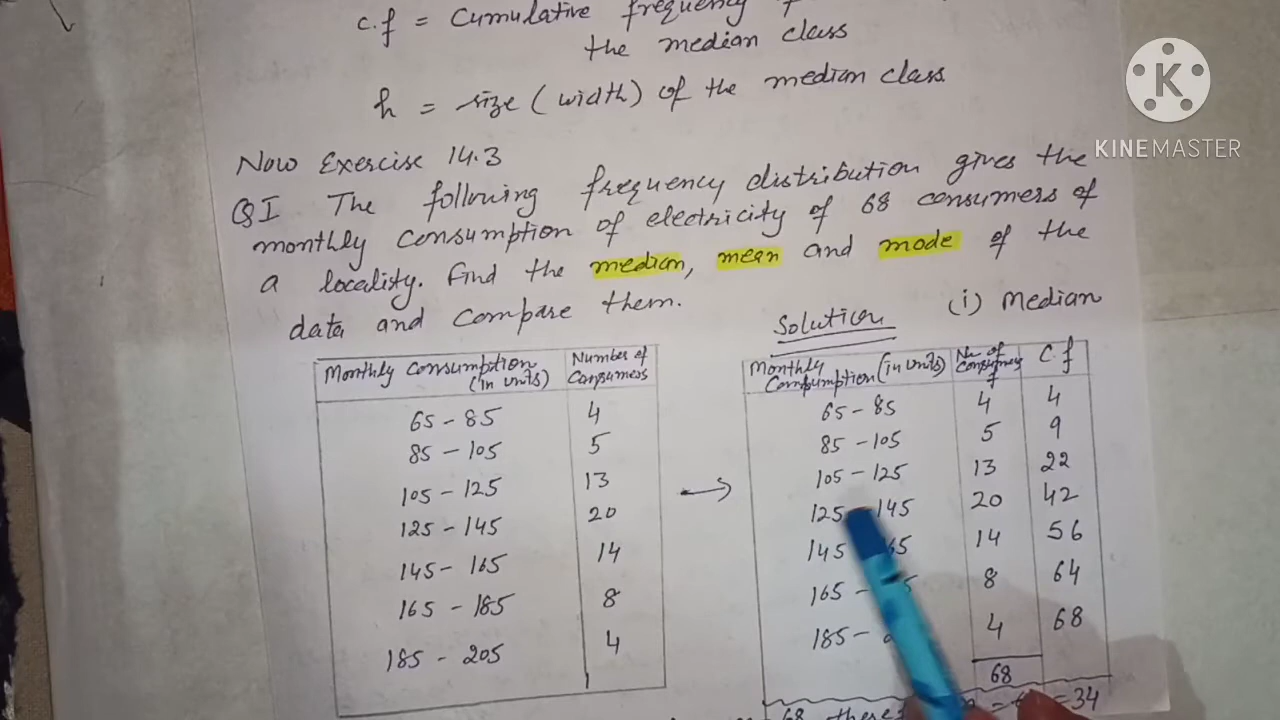 c.f = Cumulative frequency
the median class
h = size (width) of the median class
K
KINEMASTER
Now Exercise 14.3
QI The following frequency distribution gives the
monthly consumption of electricity of 68 consumers of
a locality. Find the median, mean and mode of the
data and compare them.
Solution (i) Median
Monthly Consumption (in units) Number of Consumers
65 - 85 4
85 - 105 5
105 - 125 13
125 - 145 20
145 - 165 14
165 - 185 8
185 - 205 4
Monthly Consumption (in units) No of Consumers f C f
65 - 85 4 4
85 - 105 5 9
105 - 125 13 22
125 - 145 20 42
145 - 65 14 56
165 - 5 8 64
185 - 4 68
68
68 = 34